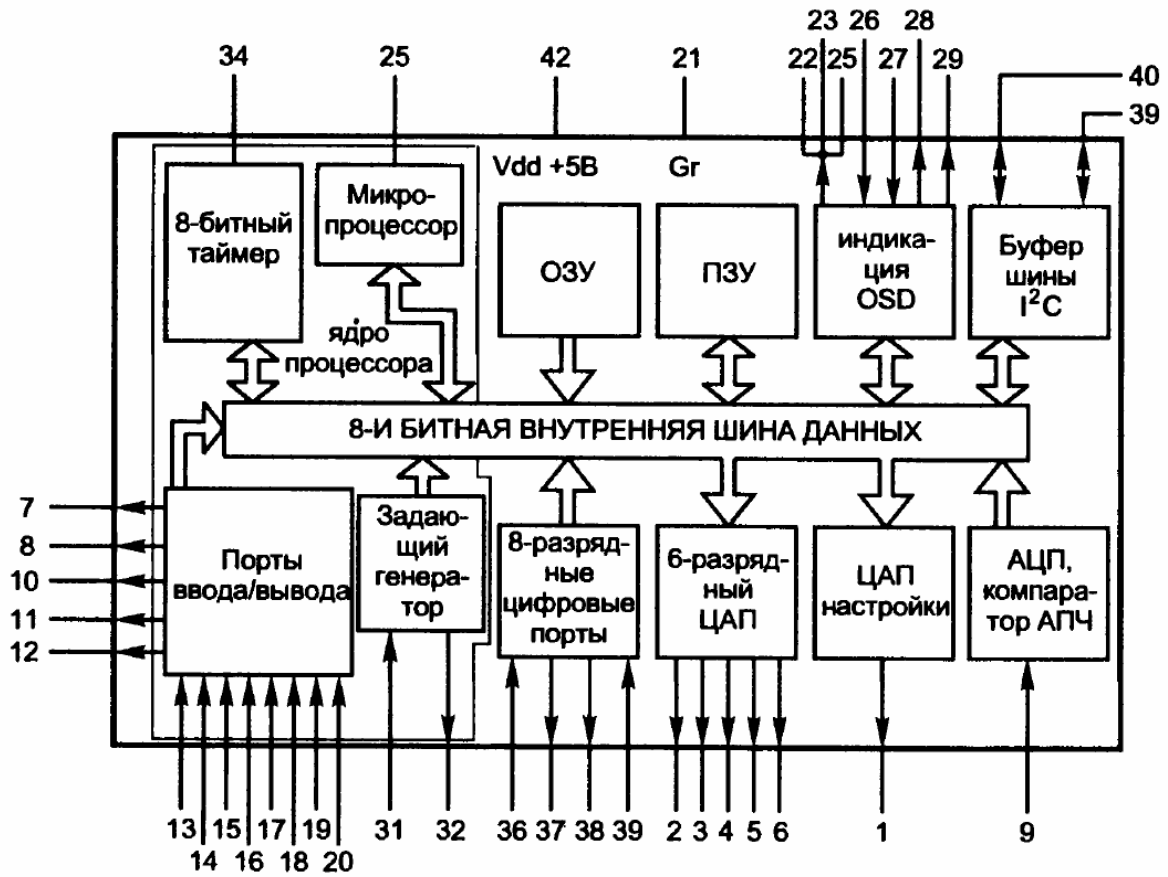 23
26
28
34
25
42
21
22
25
27
29
40
39
Vdd +5В
Gr
8-битный
таймер
Микро-
процессор
ОЗУ
ПЗУ
индика-
ция
OSD
Буфер
шины
I²C
ядро
процессора
8-И БИТНАЯ ВНУТРЕННЯЯ ШИНА ДАННЫХ
7
8
10
11
12
Порты
ввода/вывода
Задаю-
щий
генера-
тор
8-разряд-
ные
цифровые
порты
6-разряд-
ный
ЦАП
ЦАП
настройки
АЦП,
компара-
тор АПЧ
13
14
15
16
17
18
19
20
31
32
36
37
38
39
2
3
4
5
6
1
9